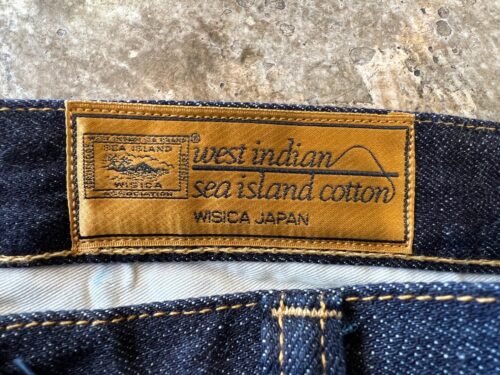 SEA ISLAND
WISICA
ASSOCIATION
®
west indian
sea island cotton
WISICA JAPAN